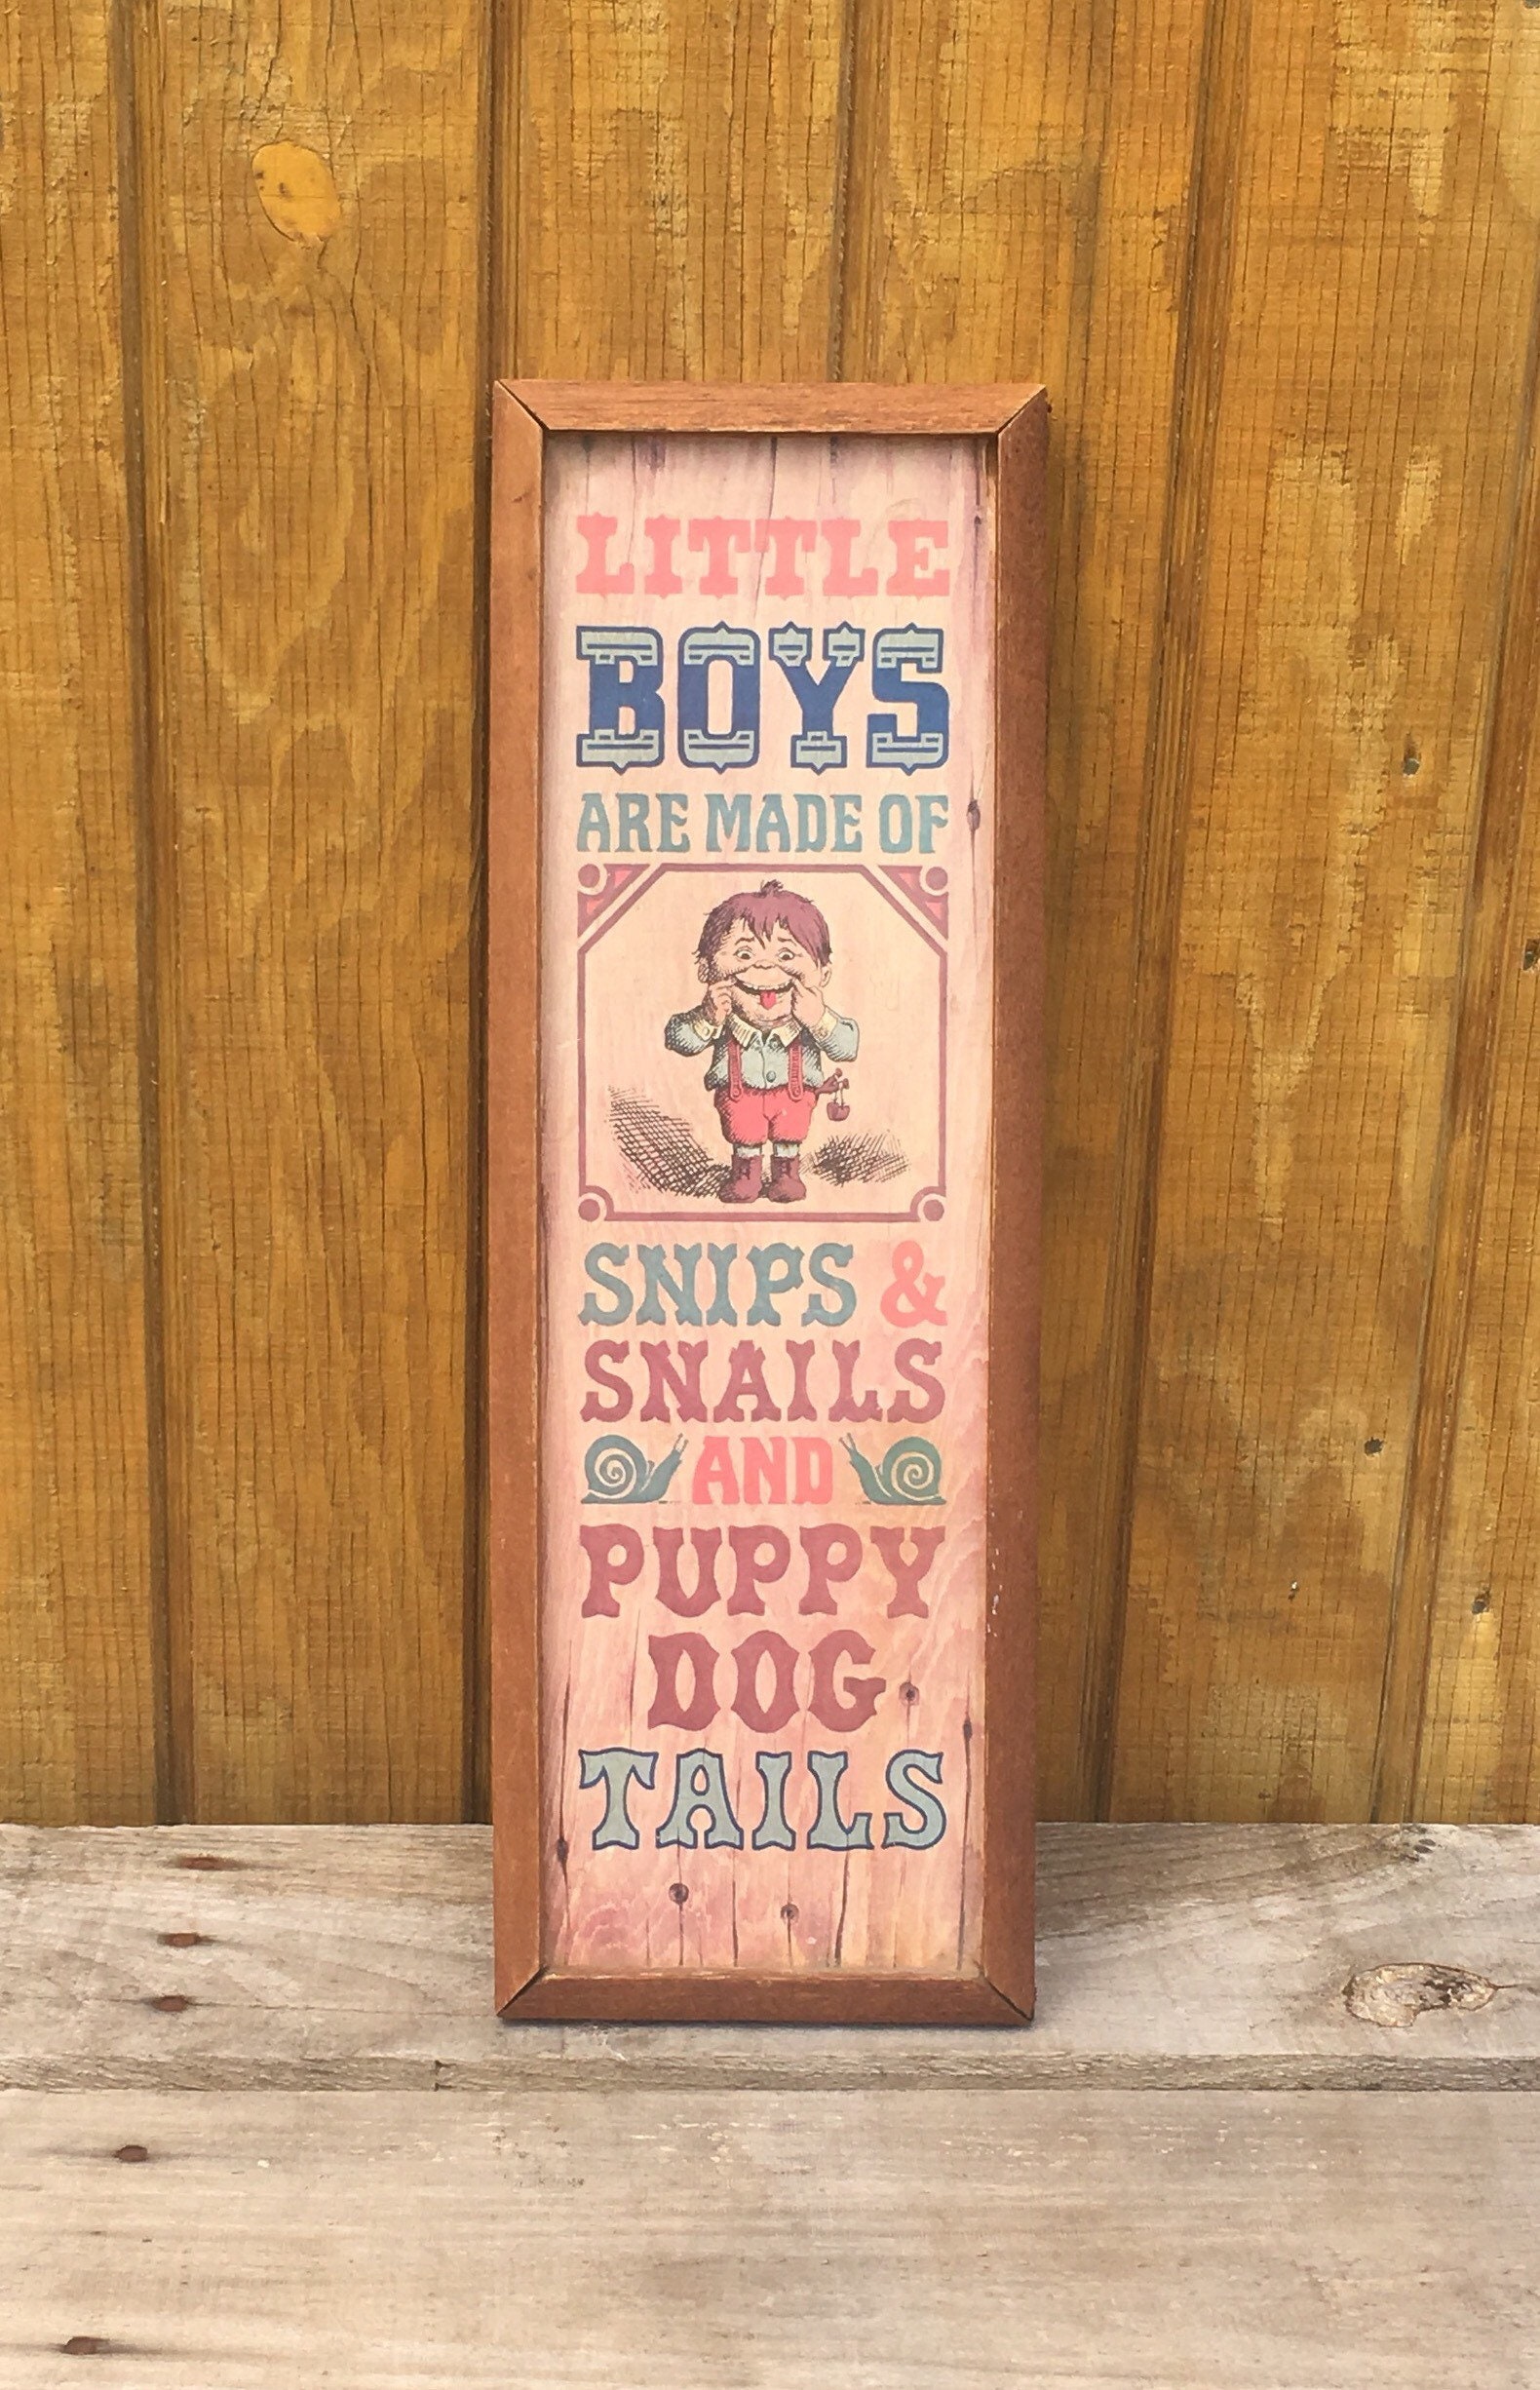 LITTLE
BOYS
ARE MADE OF
SNIPS &
SNAILS
AND
PUPPY
DOG
TAILS